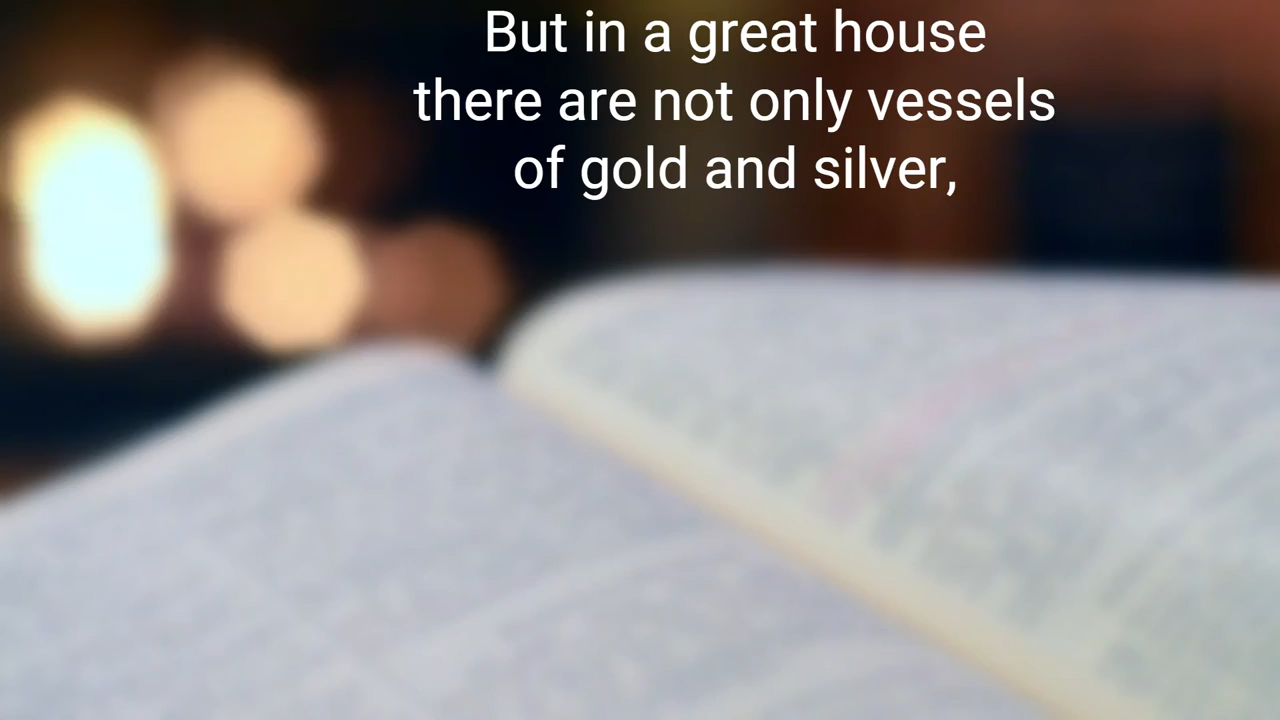 But in a great house
there are not only vessels
of gold and silver,